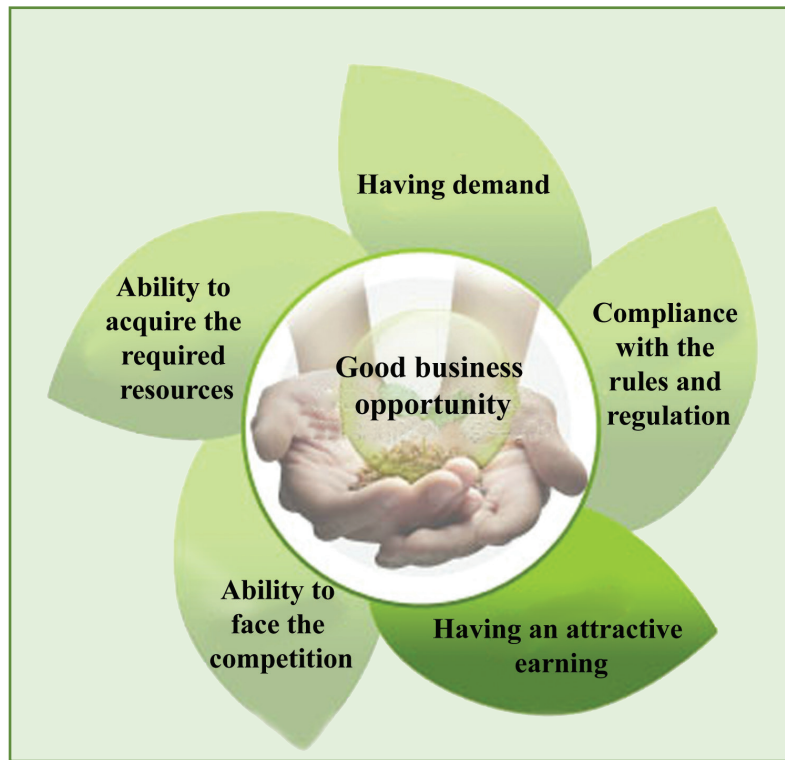 Having demand
Compliance
with the
rules and
regulation
Having an attractive
earning
Ability to
face the
competition
Ability to
acquire the
required
resources
Good business
opportunity